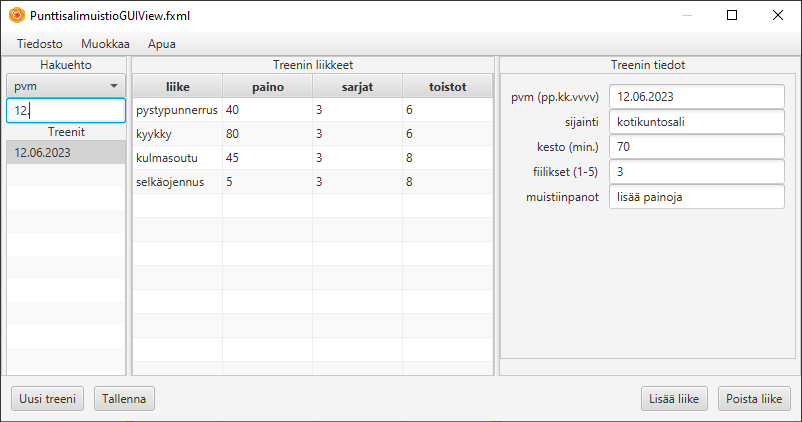 PunttisalimuistioGUIView.fxml
Tiedosto Muokkaa Apua
Hakuehto
pvm
12.
Treenit
12.06.2023
Treenin liikkeet
liike paino sarjat toistot
pystypunnerrus 40 3 6
kyykky 80 3 6
kulmasoutu 45 3 8
selkäojennus 5 3 8
Treenin tiedot
pvm (pp.kk.vvvv) 12.06.2023
sijainti kotikuntosali
kesto (min.) 70
fiilikset (1-5) 3
muistiinpanot lisää painoja
Uusi treeni Tallenna Lisää liike Poista liike